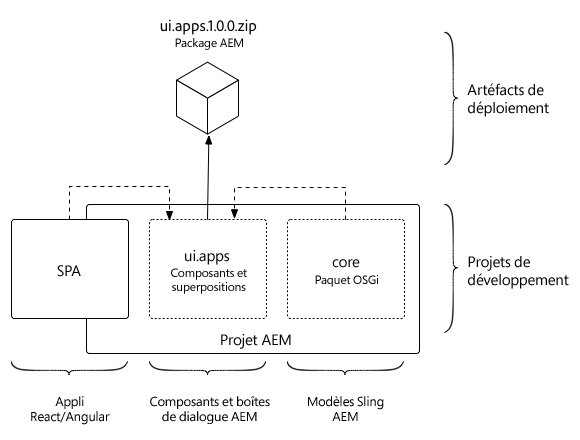 ui.apps.1.0.0.zip
Package AEM
Artéfacts de
déploiement
SPA
ui.apps
Composants et
superpositions
core
Paquet OSGi
Projet AEM
Projets de
développement
Appli
React/Angular
Composants et boîtes
de dialogue AEM
Modèles Sling
AEM